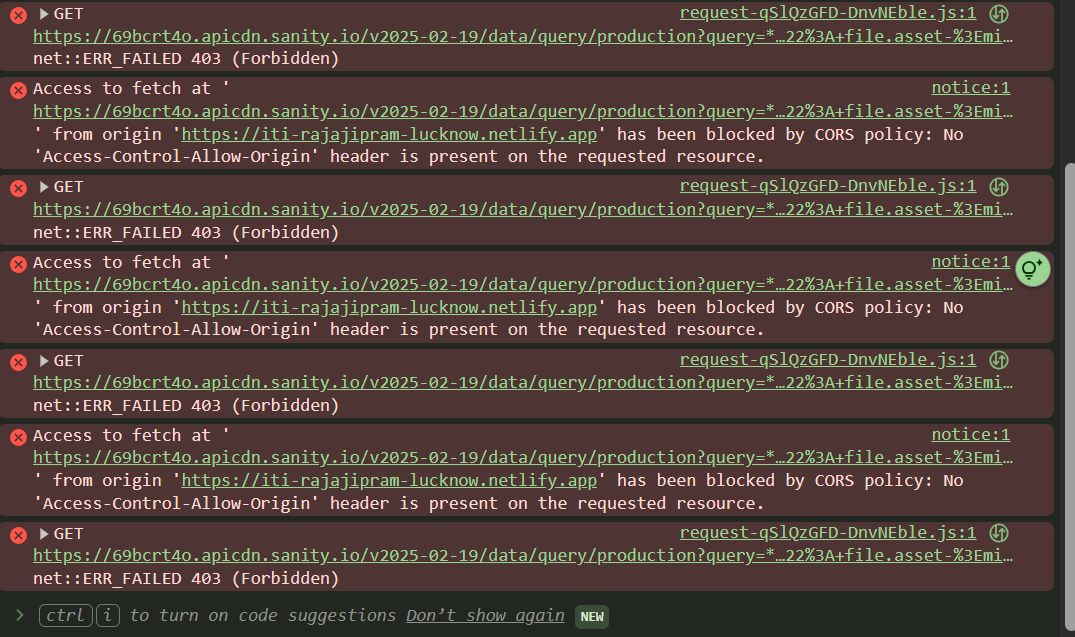 GET request-qSlQzGFD-DnvNEble.js:1
https://69bcrt4o.apicdn.sanity.io/v2025-02-19/data/query/production?query=*…22%3A+file.asset-%3Emi…
net::ERR_FAILED 403 (Forbidden)
Access to fetch at ' notice:1
https://69bcrt4o.apicdn.sanity.io/v2025-02-19/data/query/production?query=*…22%3A+file.asset-%3Emi…
' from origin 'https://iti-rajajipram-lucknow.netlify.app' has been blocked by CORS policy: No
'Access-Control-Allow-Origin' header is present on the requested resource.
GET request-qSlQzGFD-DnvNEble.js:1
https://69bcrt4o.apicdn.sanity.io/v2025-02-19/data/query/production?query=*…22%3A+file.asset-%3Emi…
net::ERR_FAILED 403 (Forbidden)
Access to fetch at ' notice:1
https://69bcrt4o.apicdn.sanity.io/v2025-02-19/data/query/production?query=*…22%3A+file.asset-%3Emi…
' from origin 'https://iti-rajajipram-lucknow.netlify.app' has been blocked by CORS policy: No
'Access-Control-Allow-Origin' header is present on the requested resource.
GET request-qSlQzGFD-DnvNEble.js:1
https://69bcrt4o.apicdn.sanity.io/v2025-02-19/data/query/production?query=*…22%3A+file.asset-%3Emi…
net::ERR_FAILED 403 (Forbidden)
Access to fetch at ' notice:1
https://69bcrt4o.apicdn.sanity.io/v2025-02-19/data/query/production?query=*…22%3A+file.asset-%3Emi…
' from origin 'https://iti-rajajipram-lucknow.netlify.app' has been blocked by CORS policy: No
'Access-Control-Allow-Origin' header is present on the requested resource.
GET request-qSlQzGFD-DnvNEble.js:1
https://69bcrt4o.apicdn.sanity.io/v2025-02-19/data/query/production?query=*…22%3A+file.asset-%3Emi…
net::ERR_FAILED 403 (Forbidden)
ctrl i to turn on code suggestions Don't show again NEW